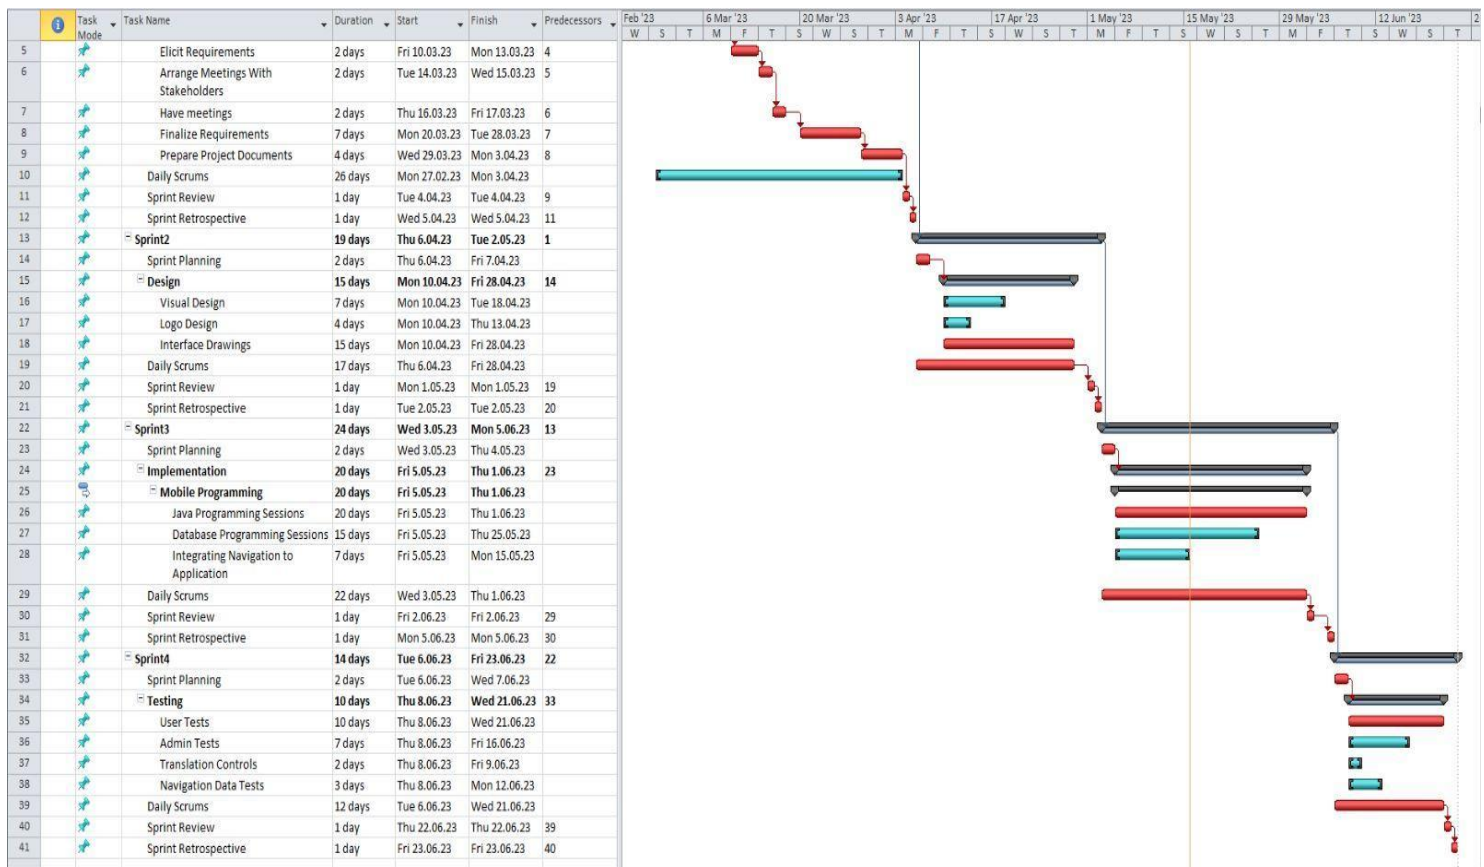 Task Mode Task Name Duration Start Finish Predecessors
Feb '23 6 Mar '23 20 Mar '23 3 Apr '23 17 Apr '23 1 May '23 15 May '23 29 May '23 12 Jun '23 2
W S T M F T S W S T M F T S W S T M F T S W S T M F T S W S T
5 Elicit Requirements 2 days Fri 10.03.23 Mon 13.03.23 4
6 Arrange Meetings With 2 days Tue 14.03.23 Wed 15.03.23 5
Stakeholders
7 Have meetings 2 days Thu 16.03.23 Fri 17.03.23 6
8 Finalize Requirements 7 days Mon 20.03.23 Tue 28.03.23 7
9 Prepare Project Documents 4 days Wed 29.03.23 Mon 3.04.23 8
10 Daily Scrums 26 days Mon 27.02.23 Mon 3.04.23
11 Sprint Review 1 day Tue 4.04.23 Tue 4.04.23 9
12 Sprint Retrospective 1 day Wed 5.04.23 Wed 5.04.23 11
13 Sprint2 19 days Thu 6.04.23 Tue 2.05.23 1
14 Sprint Planning 2 days Thu 6.04.23 Fri 7.04.23
15 Design 15 days Mon 10.04.23 Fri 28.04.23 14
16 Visual Design 7 days Mon 10.04.23 Tue 18.04.23
17 Logo Design 4 days Mon 10.04.23 Thu 13.04.23
18 Interface Drawings 15 days Mon 10.04.23 Fri 28.04.23
19 Daily Scrums 17 days Thu 6.04.23 Fri 28.04.23
20 Sprint Review 1 day Mon 1.05.23 Mon 1.05.23 19
21 Sprint Retrospective 1 day Tue 2.05.23 Tue 2.05.23 20
22 Sprint3 24 days Wed 3.05.23 Mon 5.06.23 13
23 Sprint Planning 2 days Wed 3.05.23 Thu 4.05.23
24 Implementation 20 days Fri 5.05.23 Thu 1.06.23 23
25 Mobile Programming 20 days Fri 5.05.23 Thu 1.06.23
26 Java Programming Sessions 20 days Fri 5.05.23 Thu 1.06.23
27 Database Programming Sessions 15 days Fri 5.05.23 Thu 25.05.23
28 Integrating Navigation to 7 days Fri 5.05.23 Mon 15.05.23
Application
29 Daily Scrums 22 days Wed 3.05.23 Thu 1.06.23
30 Sprint Review 1 day Fri 2.06.23 Fri 2.06.23 29
31 Sprint Retrospective 1 day Mon 5.06.23 Mon 5.06.23 30
32 Sprint4 14 days Tue 6.06.23 Fri 23.06.23 22
33 Sprint Planning 2 days Tue 6.06.23 Wed 7.06.23
34 Testing 10 days Thu 8.06.23 Wed 21.06.23 33
35 User Tests 10 days Thu 8.06.23 Wed 21.06.23
36 Admin Tests 7 days Thu 8.06.23 Fri 16.06.23
37 Translation Controls 2 days Thu 8.06.23 Fri 9.06.23
38 Navigation Data Tests 3 days Thu 8.06.23 Mon 12.06.23
39 Daily Scrums 12 days Tue 6.06.23 Wed 21.06.23
40 Sprint Review 1 day Thu 22.06.23 Thu 22.06.23 39
41 Sprint Retrospective 1 day Fri 23.06.23 Fri 23.06.23 40